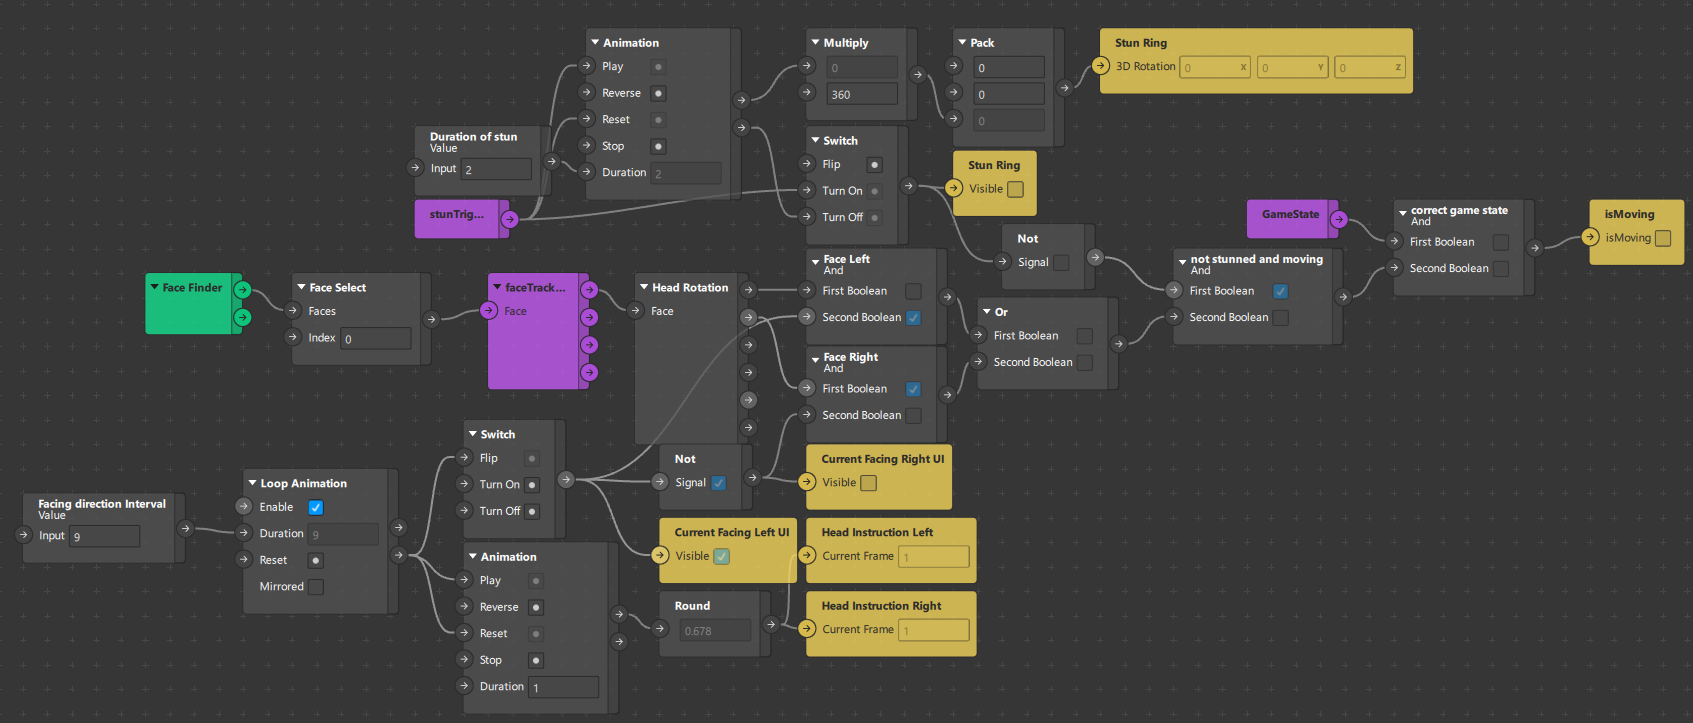 Animation
Play
Reverse
Reset
Stop
Duration 2
Multiply
0
360
Pack
0
0
0
Stun Ring
3D Rotation 0 X 0 Y 0 Z
Duration of stun
Value
Input 2
stunTrig...
Switch
Flip
Turn On
Turn Off
Stun Ring
Visible
Not
Signal
GameState
correct game state
And
First Boolean
Second Boolean
isMoving
isMoving
Face Finder
Face Select
Faces
Index 0
faceTrack...
Face
Head Rotation
Face
Face Left
And
First Boolean
Second Boolean
Face Right
And
First Boolean
Second Boolean
Or
First Boolean
Second Boolean
not stunned and moving
And
First Boolean
Second Boolean
Facing direction Interval
Value
Input 9
Loop Animation
Enable
Duration 9
Reset
Mirrored
Switch
Flip
Turn On
Turn Off
Not
Signal
Current Facing Right UI
Visible
Current Facing Left UI
Visible
Head Instruction Left
Current Frame 1
Animation
Play
Reverse
Reset
Stop
Duration 1
Round
0.678
Head Instruction Right
Current Frame 1